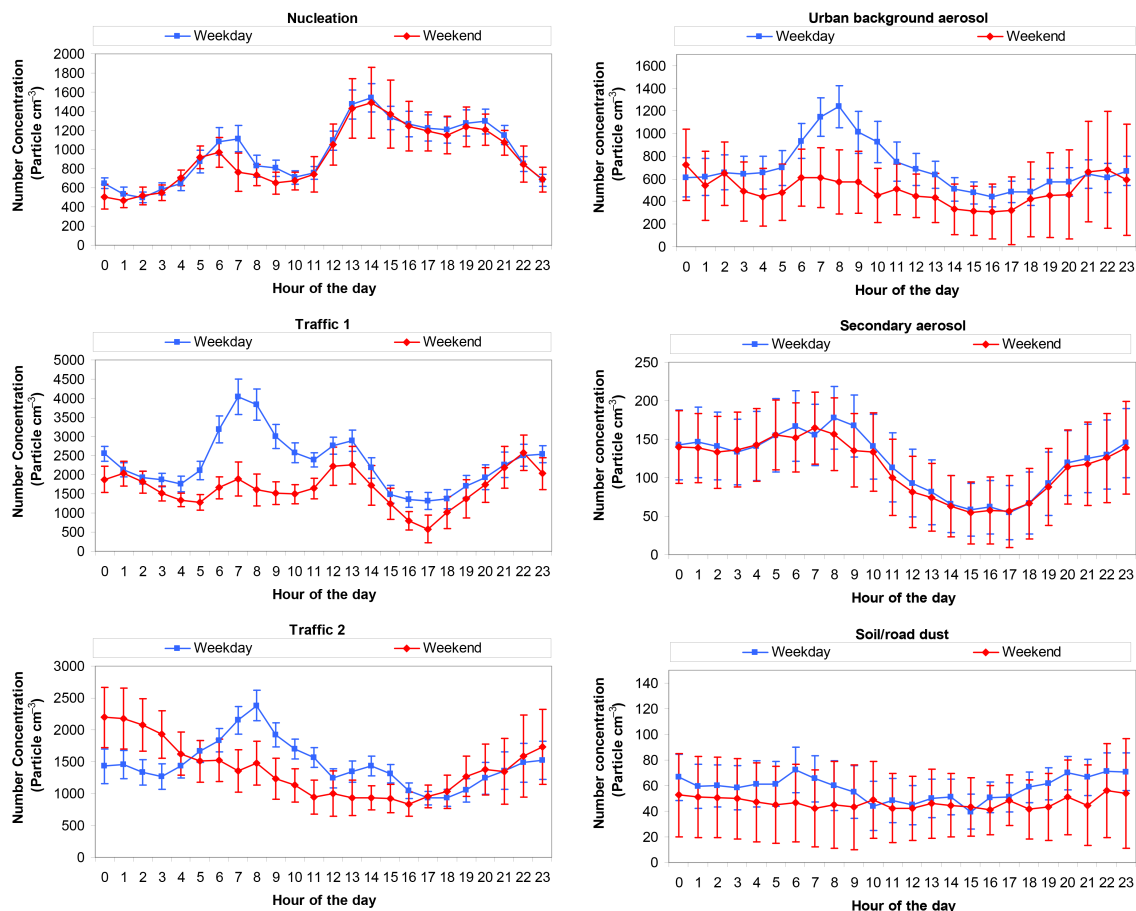 Nucleation
Weekday Weekend
Number Concentration
(Particle cm⁻³)
2000
1800
1600
1400
1200
1000
800
600
400
200
0
0 1 2 3 4 5 6 7 8 9 10 11 12 13 14 15 16 17 18 19 20 21 22 23
Hour of the day
Urban background aerosol
Weekday Weekend
Number concentration
(Particle cm⁻³)
1600
1400
1200
1000
800
600
400
200
0
0 1 2 3 4 5 6 7 8 9 10 11 12 13 14 15 16 17 18 19 20 21 22 23
Hour of the day
Traffic 1
Weekday Weekend
Number Concentration
(Particle cm⁻³)
5000
4500
4000
3500
3000
2500
2000
1500
1000
500
0
0 1 2 3 4 5 6 7 8 9 10 11 12 13 14 15 16 17 18 19 20 21 22 23
Hour of the day
Secondary aerosol
Weekday Weekend
Number concentration
(Particle cm⁻³)
250
200
150
100
50
0
0 1 2 3 4 5 6 7 8 9 10 11 12 13 14 15 16 17 18 19 20 21 22 23
Hour of the day
Traffic 2
Weekday Weekend
Number Concentration
(Particle cm⁻³)
3000
2500
2000
1500
1000
500
0
0 1 2 3 4 5 6 7 8 9 10 11 12 13 14 15 16 17 18 19 20 21 22 23
Hour of the day
Soil/road dust
Weekday Weekend
Number concentration
(Particle cm⁻³)
140
120
100
80
60
40
20
0
0 1 2 3 4 5 6 7 8 9 10 11 12 13 14 15 16 17 18 19 20 21 22 23
Hour of the day